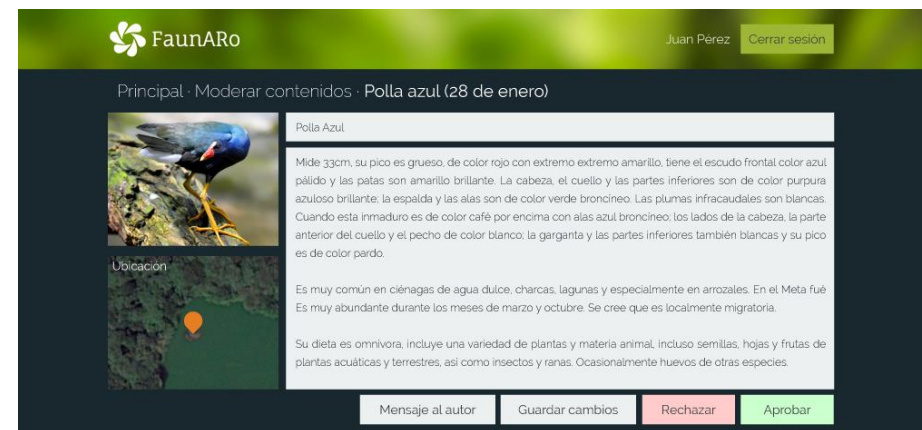 FaunARo
Juan Pérez
Cerrar sesión
Principal · Moderar contenidos · Polla azul (28 de enero)
Polla Azul
Mide 33cm, su pico es grueso, de color rojo con extremo extremo amarillo, tiene el escudo frontal color azul
pálido y las patas son amarillo brillante. La cabeza, el cuello y las partes inferiores son de color purpura
azuloso brillante; la espalda y las alas son de color verde broncíneo. Las plumas infracaudales son blancas.
Cuando esta inmaduro es de color café por encima con alas azul broncíneo; los lados de la cabeza, la parte
anterior del cuello y el pecho de color blanco; la garganta y las partes inferiores también blancas y su pico
es de color pardo.
Es muy común en ciénagas de agua dulce, charcas, lagunas y especialmente en arrozales. En el Meta fué
Es muy abundante durante los meses de marzo y octubre. Se cree que es localmente migratoria.
Su dieta es omnívora, incluye una variedad de plantas y materia animal, incluso semillas, hojas y frutas de
plantas acuáticas y terrestres, así como insectos y ranas. Ocasionalmente huevos de otras especies.
Ubicación
Mensaje al autor
Guardar cambios
Rechazar
Aprobar